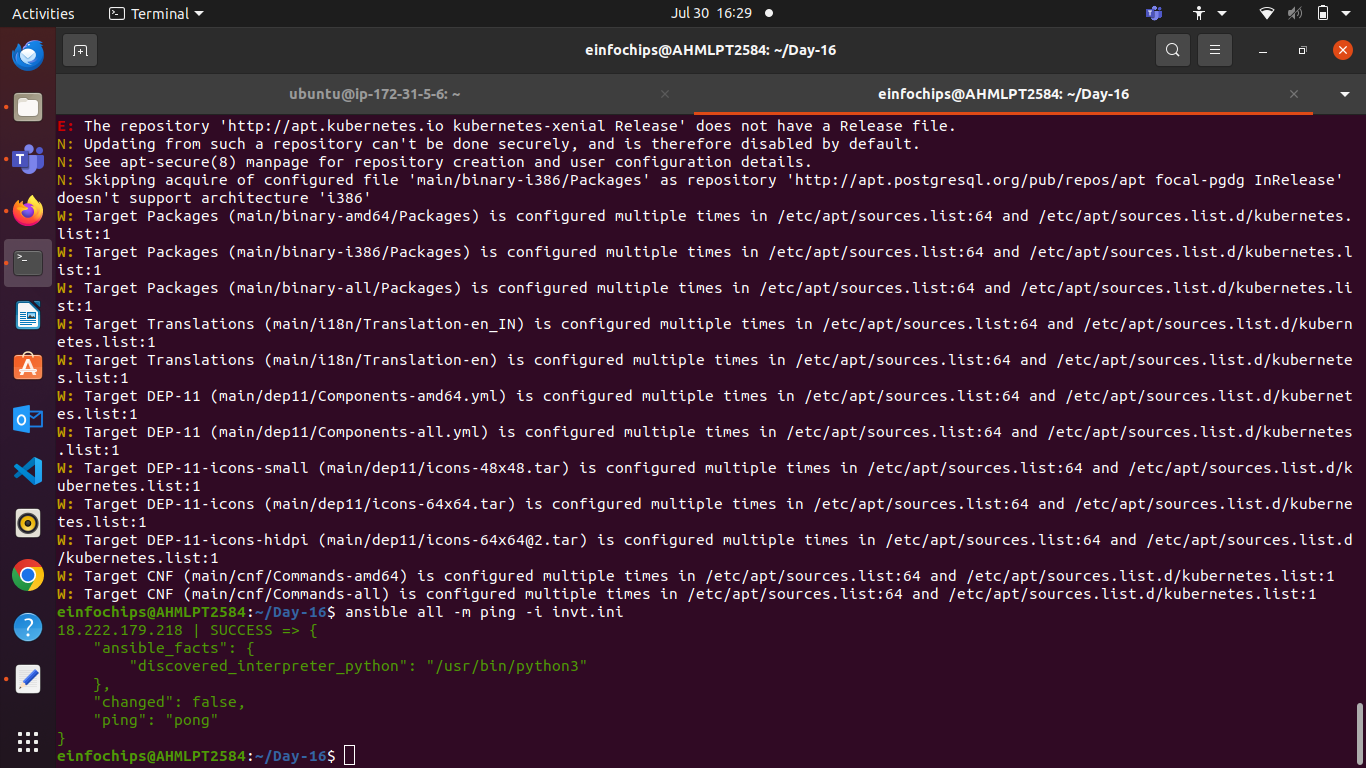 Activities
Terminal
Jul 30 16:29
einfochips@AHMLPT2584: ~/Day-16
ubuntu@ip-172-31-5-6: ~
einfochips@AHMLPT2584: ~/Day-16
E: The repository 'http://apt.kubernetes.io kubernetes-xenial Release' does not have a Release file.
N: Updating from such a repository can't be done securely, and is therefore disabled by default.
N: See apt-secure(8) manpage for repository creation and user configuration details.
N: Skipping acquire of configured file 'main/binary-i386/Packages' as repository 'http://apt.postgresql.org/pub/repos/apt focal-pgdg InRelease'
doesn't support architecture 'i386'
W: Target Packages (main/binary-amd64/Packages) is configured multiple times in /etc/apt/sources.list:64 and /etc/apt/sources.list.d/kubernetes.
list:1
W: Target Packages (main/binary-i386/Packages) is configured multiple times in /etc/apt/sources.list:64 and /etc/apt/sources.list.d/kubernetes.l
ist:1
W: Target Packages (main/binary-all/Packages) is configured multiple times in /etc/apt/sources.list:64 and /etc/apt/sources.list.d/kubernetes.li
st:1
W: Target Translations (main/i18n/Translation-en_IN) is configured multiple times in /etc/apt/sources.list:64 and /etc/apt/sources.list.d/kubern
etes.list:1
W: Target Translations (main/i18n/Translation-en) is configured multiple times in /etc/apt/sources.list:64 and /etc/apt/sources.list.d/kubernete
s.list:1
W: Target DEP-11 (main/dep11/Components-amd64.yml) is configured multiple times in /etc/apt/sources.list:64 and /etc/apt/sources.list.d/kubernet
es.list:1
W: Target DEP-11 (main/dep11/Components-all.yml) is configured multiple times in /etc/apt/sources.list:64 and /etc/apt/sources.list.d/kubernetes
.list:1
W: Target DEP-11-icons-small (main/dep11/icons-48x48.tar) is configured multiple times in /etc/apt/sources.list:64 and /etc/apt/sources.list.d/k
ubernetes.list:1
W: Target DEP-11-icons (main/dep11/icons-64x64.tar) is configured multiple times in /etc/apt/sources.list:64 and /etc/apt/sources.list.d/kuberne
tes.list:1
W: Target DEP-11-icons-hidpi (main/dep11/icons-64x64@2.tar) is configured multiple times in /etc/apt/sources.list:64 and /etc/apt/sources.list.d
/kubernetes.list:1
W: Target CNF (main/cnf/Commands-amd64) is configured multiple times in /etc/apt/sources.list:64 and /etc/apt/sources.list.d/kubernetes.list:1
W: Target CNF (main/cnf/Commands-all) is configured multiple times in /etc/apt/sources.list:64 and /etc/apt/sources.list.d/kubernetes.list:1
einfochips@AHMLPT2584:~/Day-16$ ansible all -m ping -i invt.ini
18.222.179.218 | SUCCESS => {
    "ansible_facts": {
        "discovered_interpreter_python": "/usr/bin/python3"
    },
    "changed": false,
    "ping": "pong"
}
einfochips@AHMLPT2584:~/Day-16$